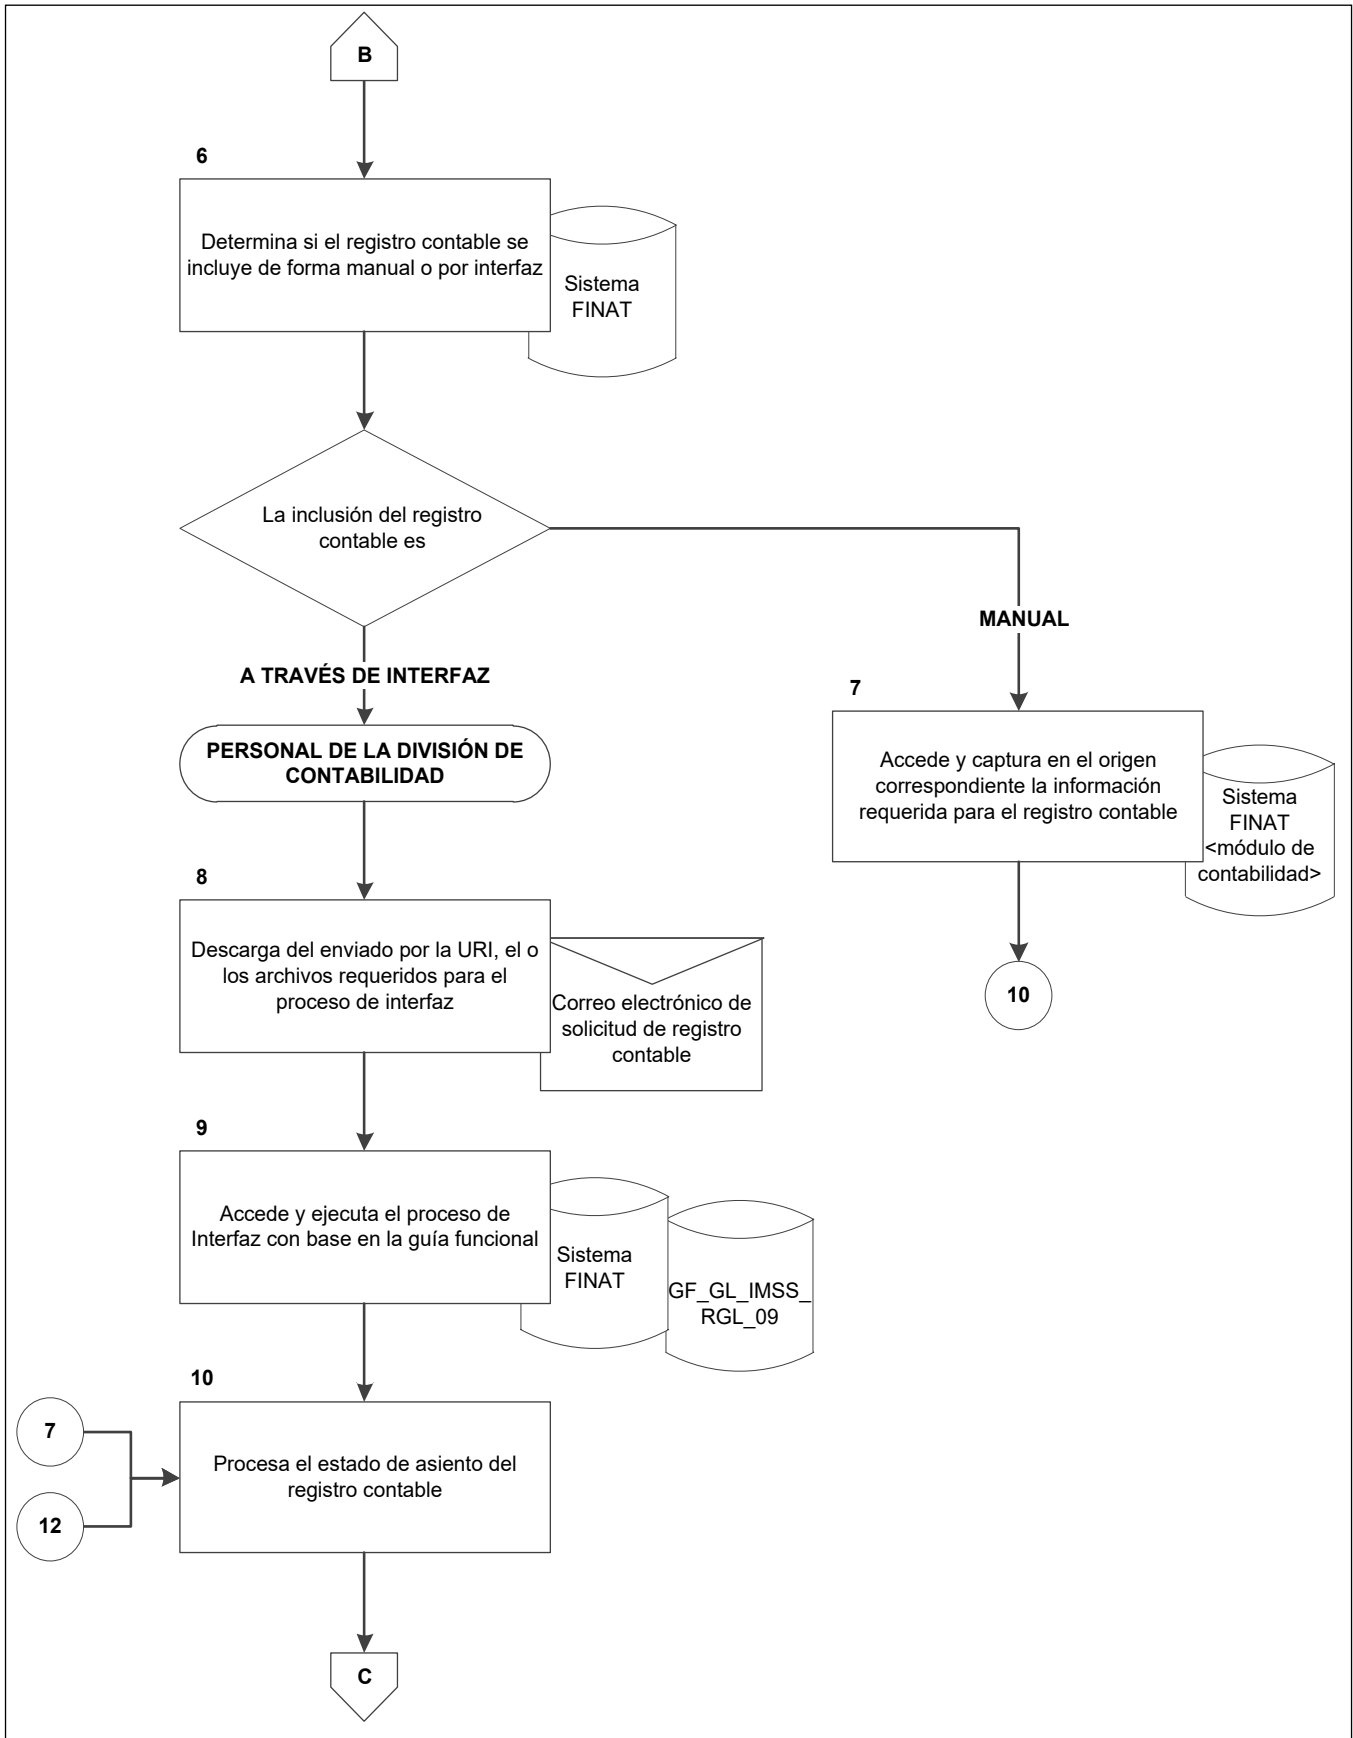 B
6
Determina si el registro contable se
incluye de forma manual o por interfaz
Sistema
FINAT
La inclusión del registro
contable es
MANUAL
A TRAVÉS DE INTERFAZ
7
PERSONAL DE LA DIVISIÓN DE
CONTABILIDAD
Accede y captura en el origen
correspondiente la información
requerida para el registro contable
Sistema
FINAT
<módulo de
contabilidad>
8
Descarga del enviado por la URI, el o
los archivos requeridos para el
proceso de interfaz
Correo electrónico de
solicitud de registro
contable
10
9
Accede y ejecuta el proceso de
Interfaz con base en la guía funcional
Sistema
FINAT
GF_GL_IMSS_
RGL_09
10
7
Procesa el estado de asiento del
registro contable
12
C